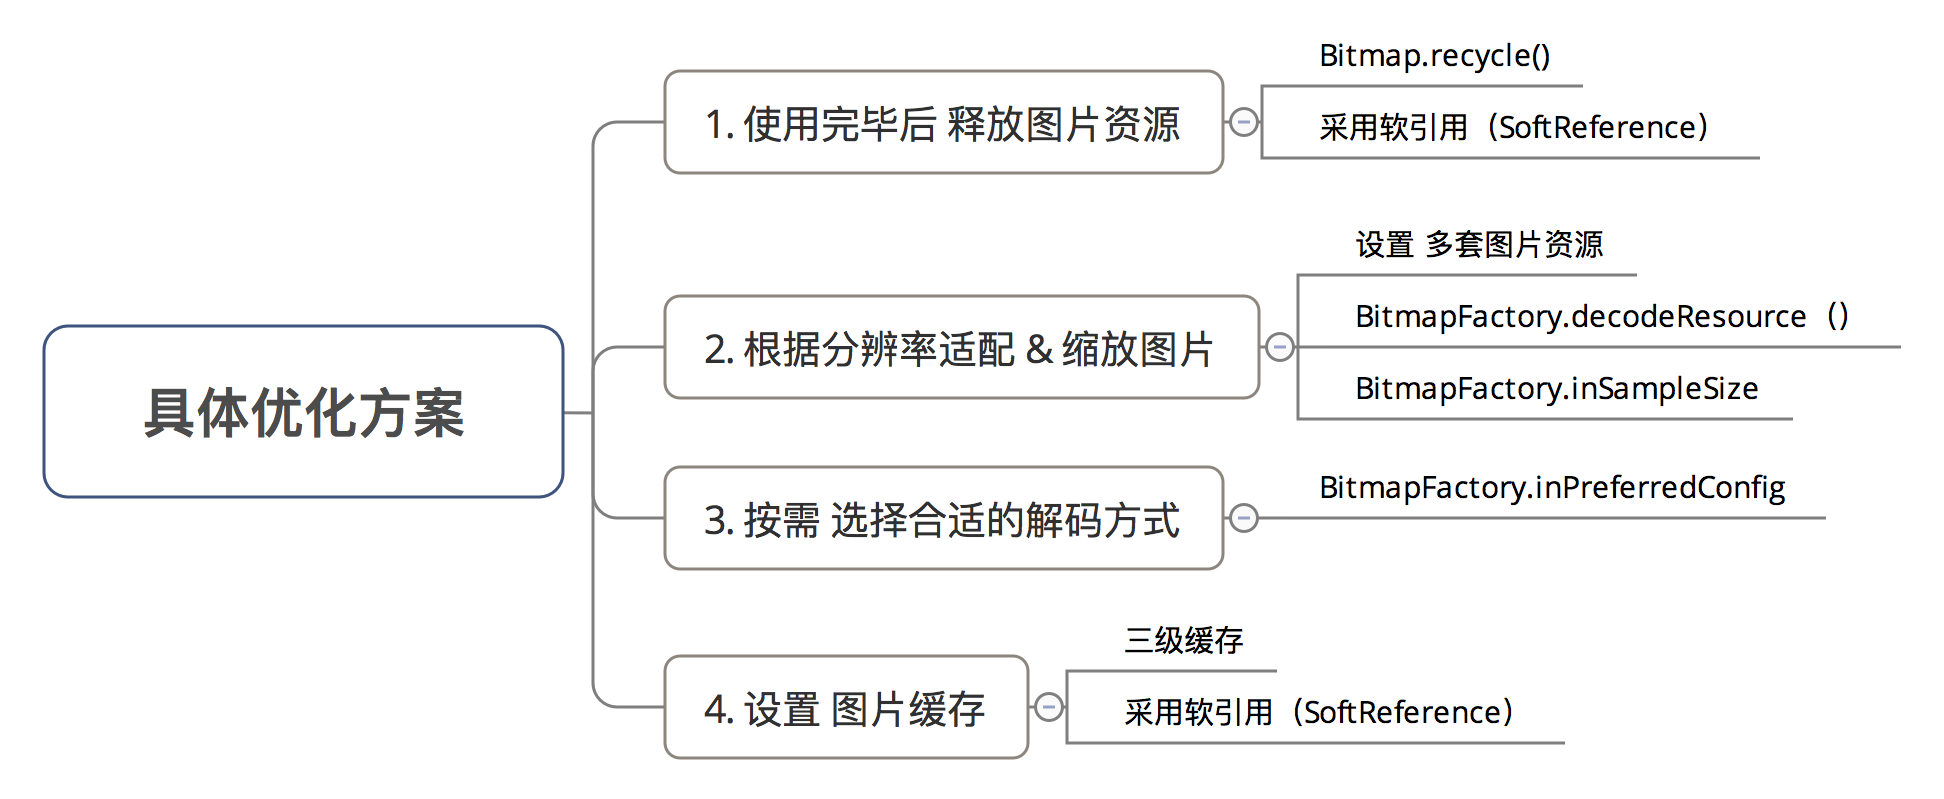 具体优化方案
1. 使用完毕后 释放图片资源
Bitmap.recycle()
采用软引用（SoftReference）
2. 根据分辨率适配 & 缩放图片
设置 多套图片资源
BitmapFactory.decodeResource（）
BitmapFactory.inSampleSize
3. 按需 选择合适的解码方式
BitmapFactory.inPreferredConfig
4. 设置 图片缓存
三级缓存
采用软引用（SoftReference）